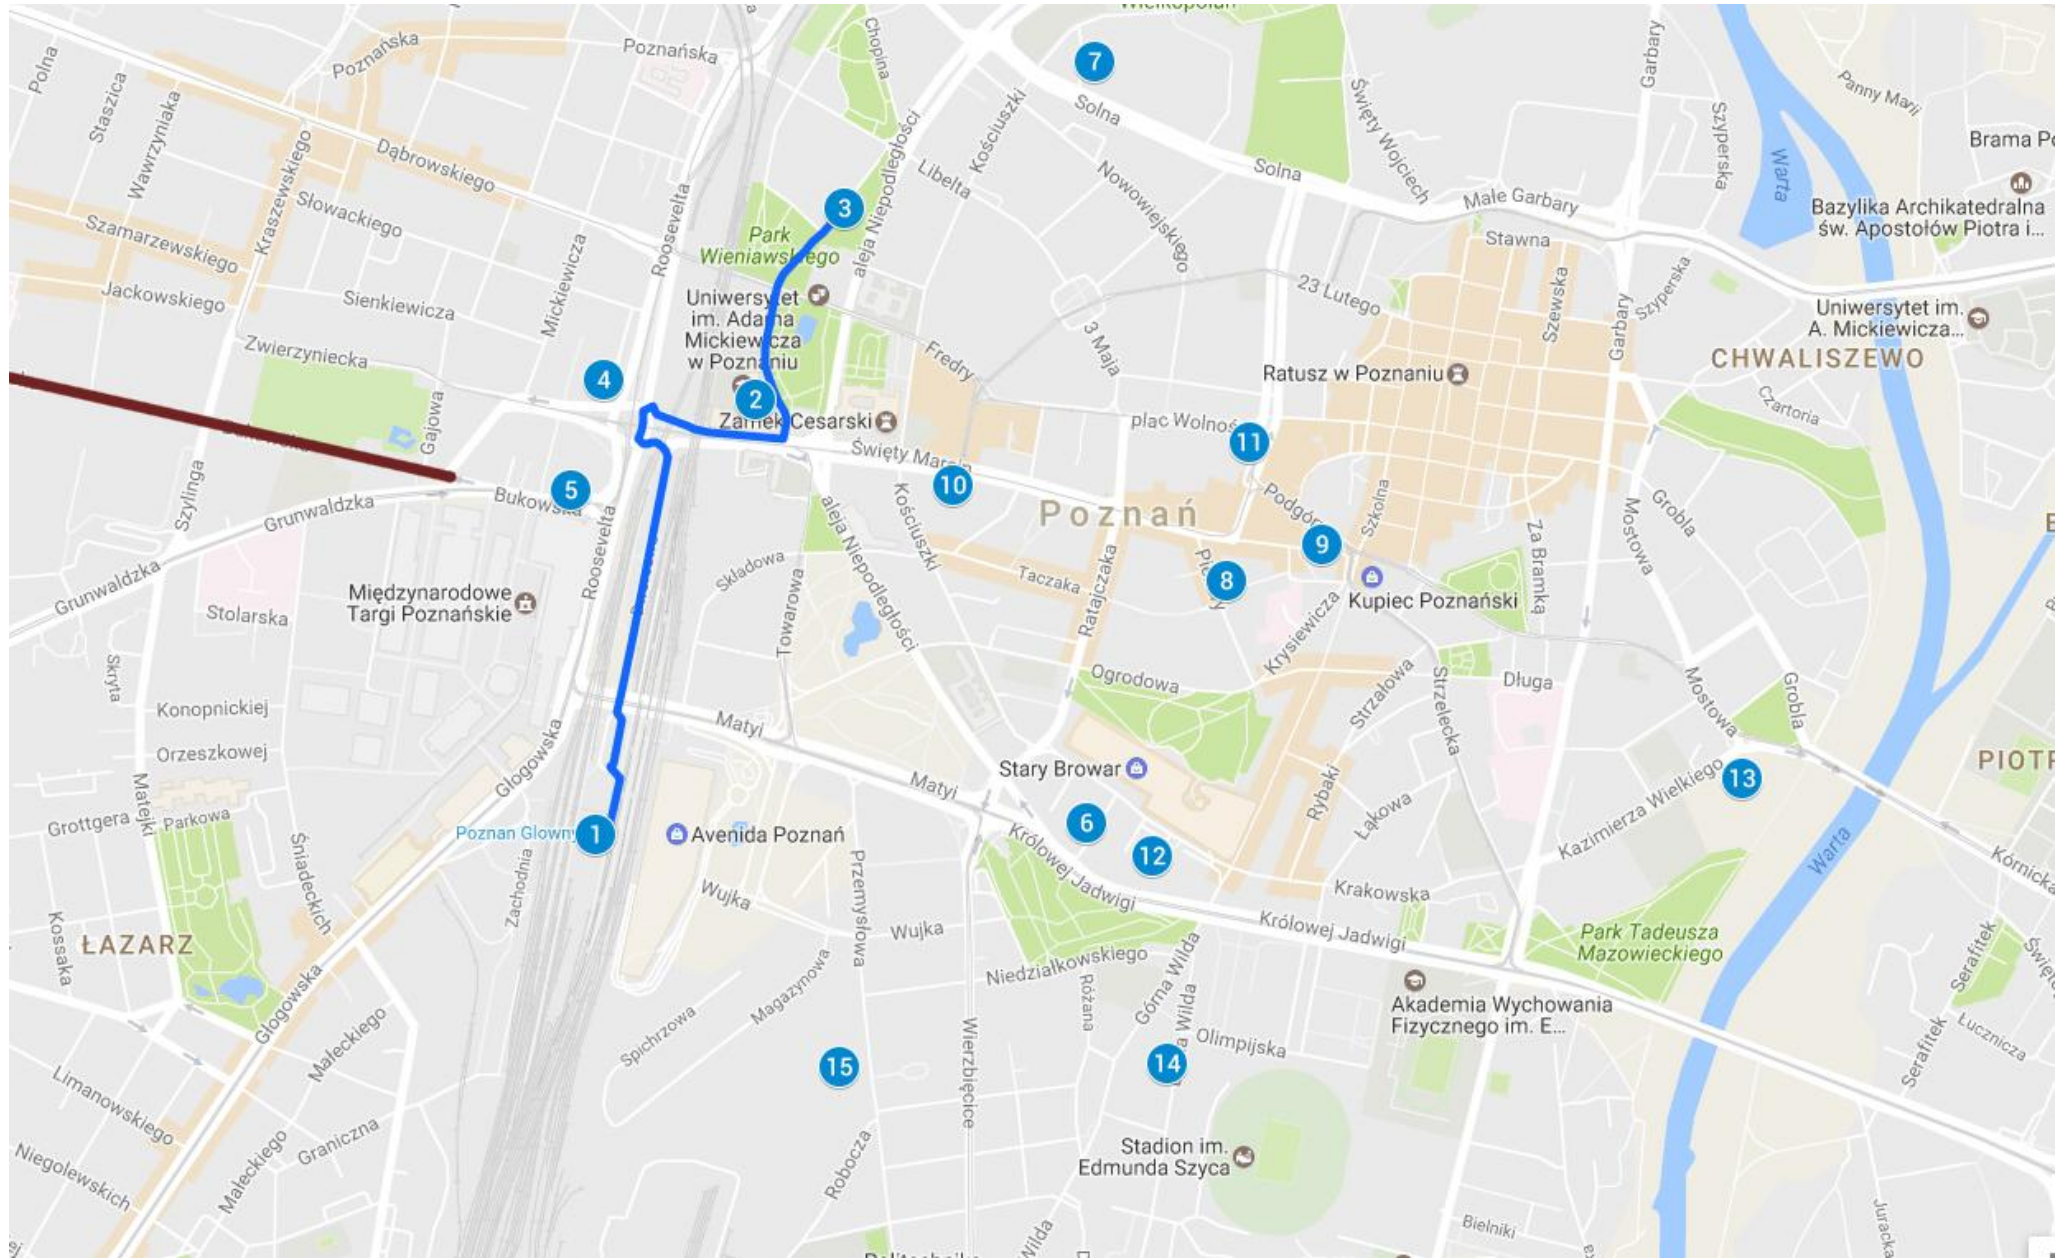 Wielkopolan
Polna
Staszica
Wawrzyniaka
Poznańska
Poznańska
Chopina
7
Solna
Kościuszki
Święty Wojciech
Garbary
Szyperska
Warta
Panny Marii
Kraszewskiego
Dąbrowskiego
Słowackiego
Szamarzewskiego
Jackowskiego
Sienkiewicza
Mickiewicza
Roosevelta
Zwierzyniecka
3
Park
Wieniawskiego
aleja Niepodległości
Libelta
Nowowiejskiego
Solna
Małe Garbary
Stawna
23 Lutego
Szewska
Garbary
Szyperska
Brama Po
Bazylika Archikatedralna
św. Apostołów Piotra i...
Uniwersytet im.
A. Mickiewicza...
CHWALISZEWO
Czartoria
Uniwersytet
im. Adama
Mickiewicza
w Poznaniu
3 Maja
Fredry
Ratusz w Poznaniu
4
2
Zamek Cesarski
Święty Marcin
plac Wolności
11
10
Gajowa
Szylinga
Bukowska
5
Grunwaldzka
Grunwaldzka
Roosevelta
Stolarska
Międzynarodowe
Targi Poznańskie
Składowa
Towarowa
aleja Niepodległości
Kościuszki
Poznań
Podgórna
Szkolna
9
8
Taczaka
Ratajczaka
Kupiec Poznański
Krysiewicza
Za Bramką
Mostowa
Grobla
Skryta
Konopnickiej
Orzeszkowej
Głogowska
Matyi
Matyi
Ogrodowa
Strzałowa
Strzelecka
Długa
Mostowa
Grobla
Stary Browar
Rybaki
Łąkowa
Kazimierza Wielkiego
13
PIOTR
Kórnicka
Warta
Matejki
Grottgera
Parkowa
Śniadeckich
Poznan Glowny
1
Avenida Poznań
6
12
Królowej Jadwigi
Krakowska
Królowej Jadwigi
Zachodnia
Wujka
Przemysłowa
Wujka
Kossaka
ŁAZARZ
Głogowska
Magazynowa
Spichrzowa
Niedziałkowskiego
Różana
Górna Wilda
Wilda
Olimpijska
Wierzbięcice
Park Tadeusza
Mazowieckiego
Akademia Wychowania
Fizycznego im. E...
Serafitek
Serafitek
Łucznicza
Małeckiego
Limanowskiego
15
14
Stadion im.
Edmunda Szyca
Niegolewskich
Małeckiego
Graniczna
Robocza
Wilda
Bielniki